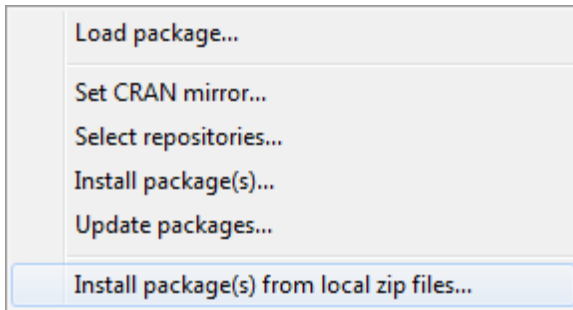 Load package...
Set CRAN mirror...
Select repositories...
Install package(s)...
Update packages...
Install package(s) from local zip files...